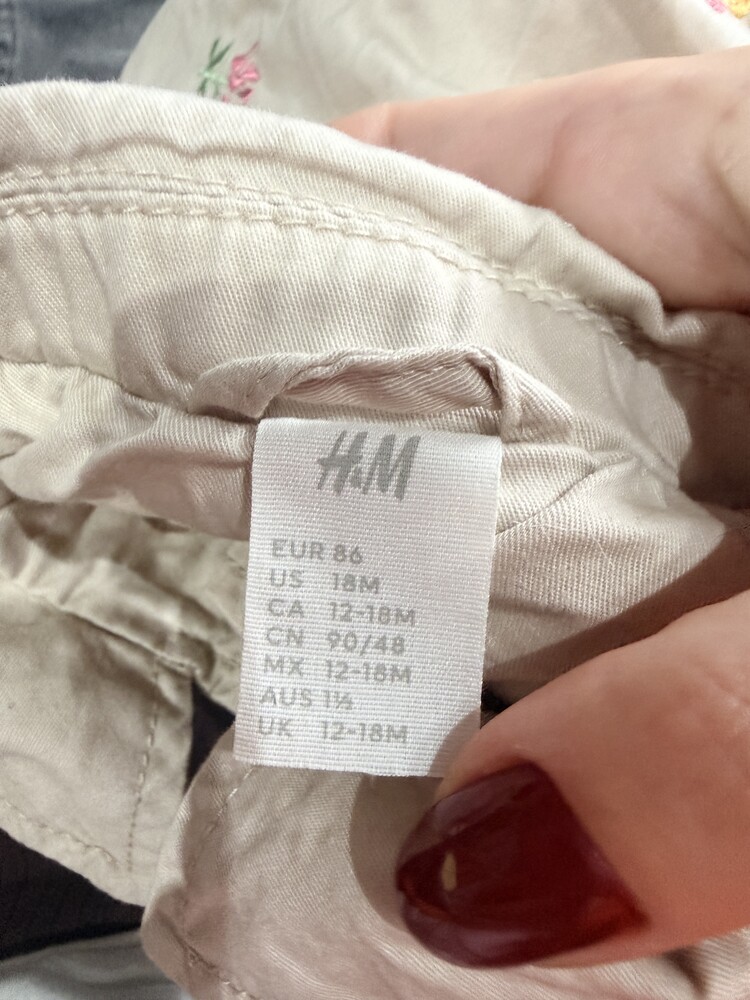 H&M
EUR 86
US 18M
CA 12-18M
CN 90/48
MX 12-18M
AUS 1½
UK 12-18M